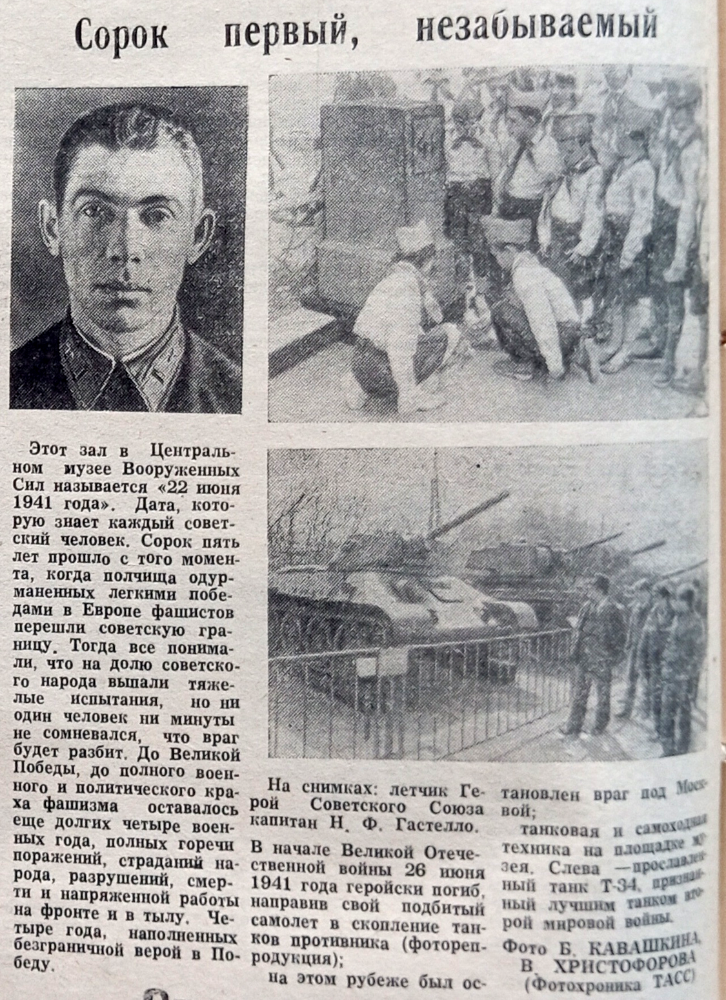 Сорок первый, незабываемый
Этот зал в Централь-
ном музее Вооруженных
Сил называется «22 июня
1941 года». Дата, кото-
рую знает каждый совет-
ский человек. Сорок пять
лет прошло с того момен-
та, когда полчища одур-
маненных легкими побе-
дами в Европе фашистов
перешли советскую гра-
ницу. Тогда все понима-
ли, что на долю советско-
го народа выпали тяже-
лые испытания, но ни
один человек ни минуты
не сомневался, что враг
будет разбит. До Великой
Победы, до полного воен-
ного и политического кра-
ха фашизма оставалось
еще долгих четыре воен-
ных года, полных горечи
поражений, страданий на-
рода, разрушений, смер-
ти и напряженной работы
на фронте и в тылу. Че-
тыре года, наполненных
безграничной верой в По-
беду.
На снимках: летчик Ге-
рой Советского Союза
капитан Н. Ф. Гастелло.
В начале Великой Отече-
ственной войны 26 июня
1941 года геройски погиб,
направив свой подбитый
самолет в скопление тан-
ков противника (фотореп-
родукция);
на этом рубеже был ос-
тановлен враг под Моск-
вой;
танковая и самоходная
техника на площадке му-
зея. Слева — прославлен-
ный танк Т-34, признан-
ный лучшим танком вто-
рой мировой войны.
Фото Б. КАВАШКИНА,
В. ХРИСТОФОРОВА
(Фотохроника ТАСС)